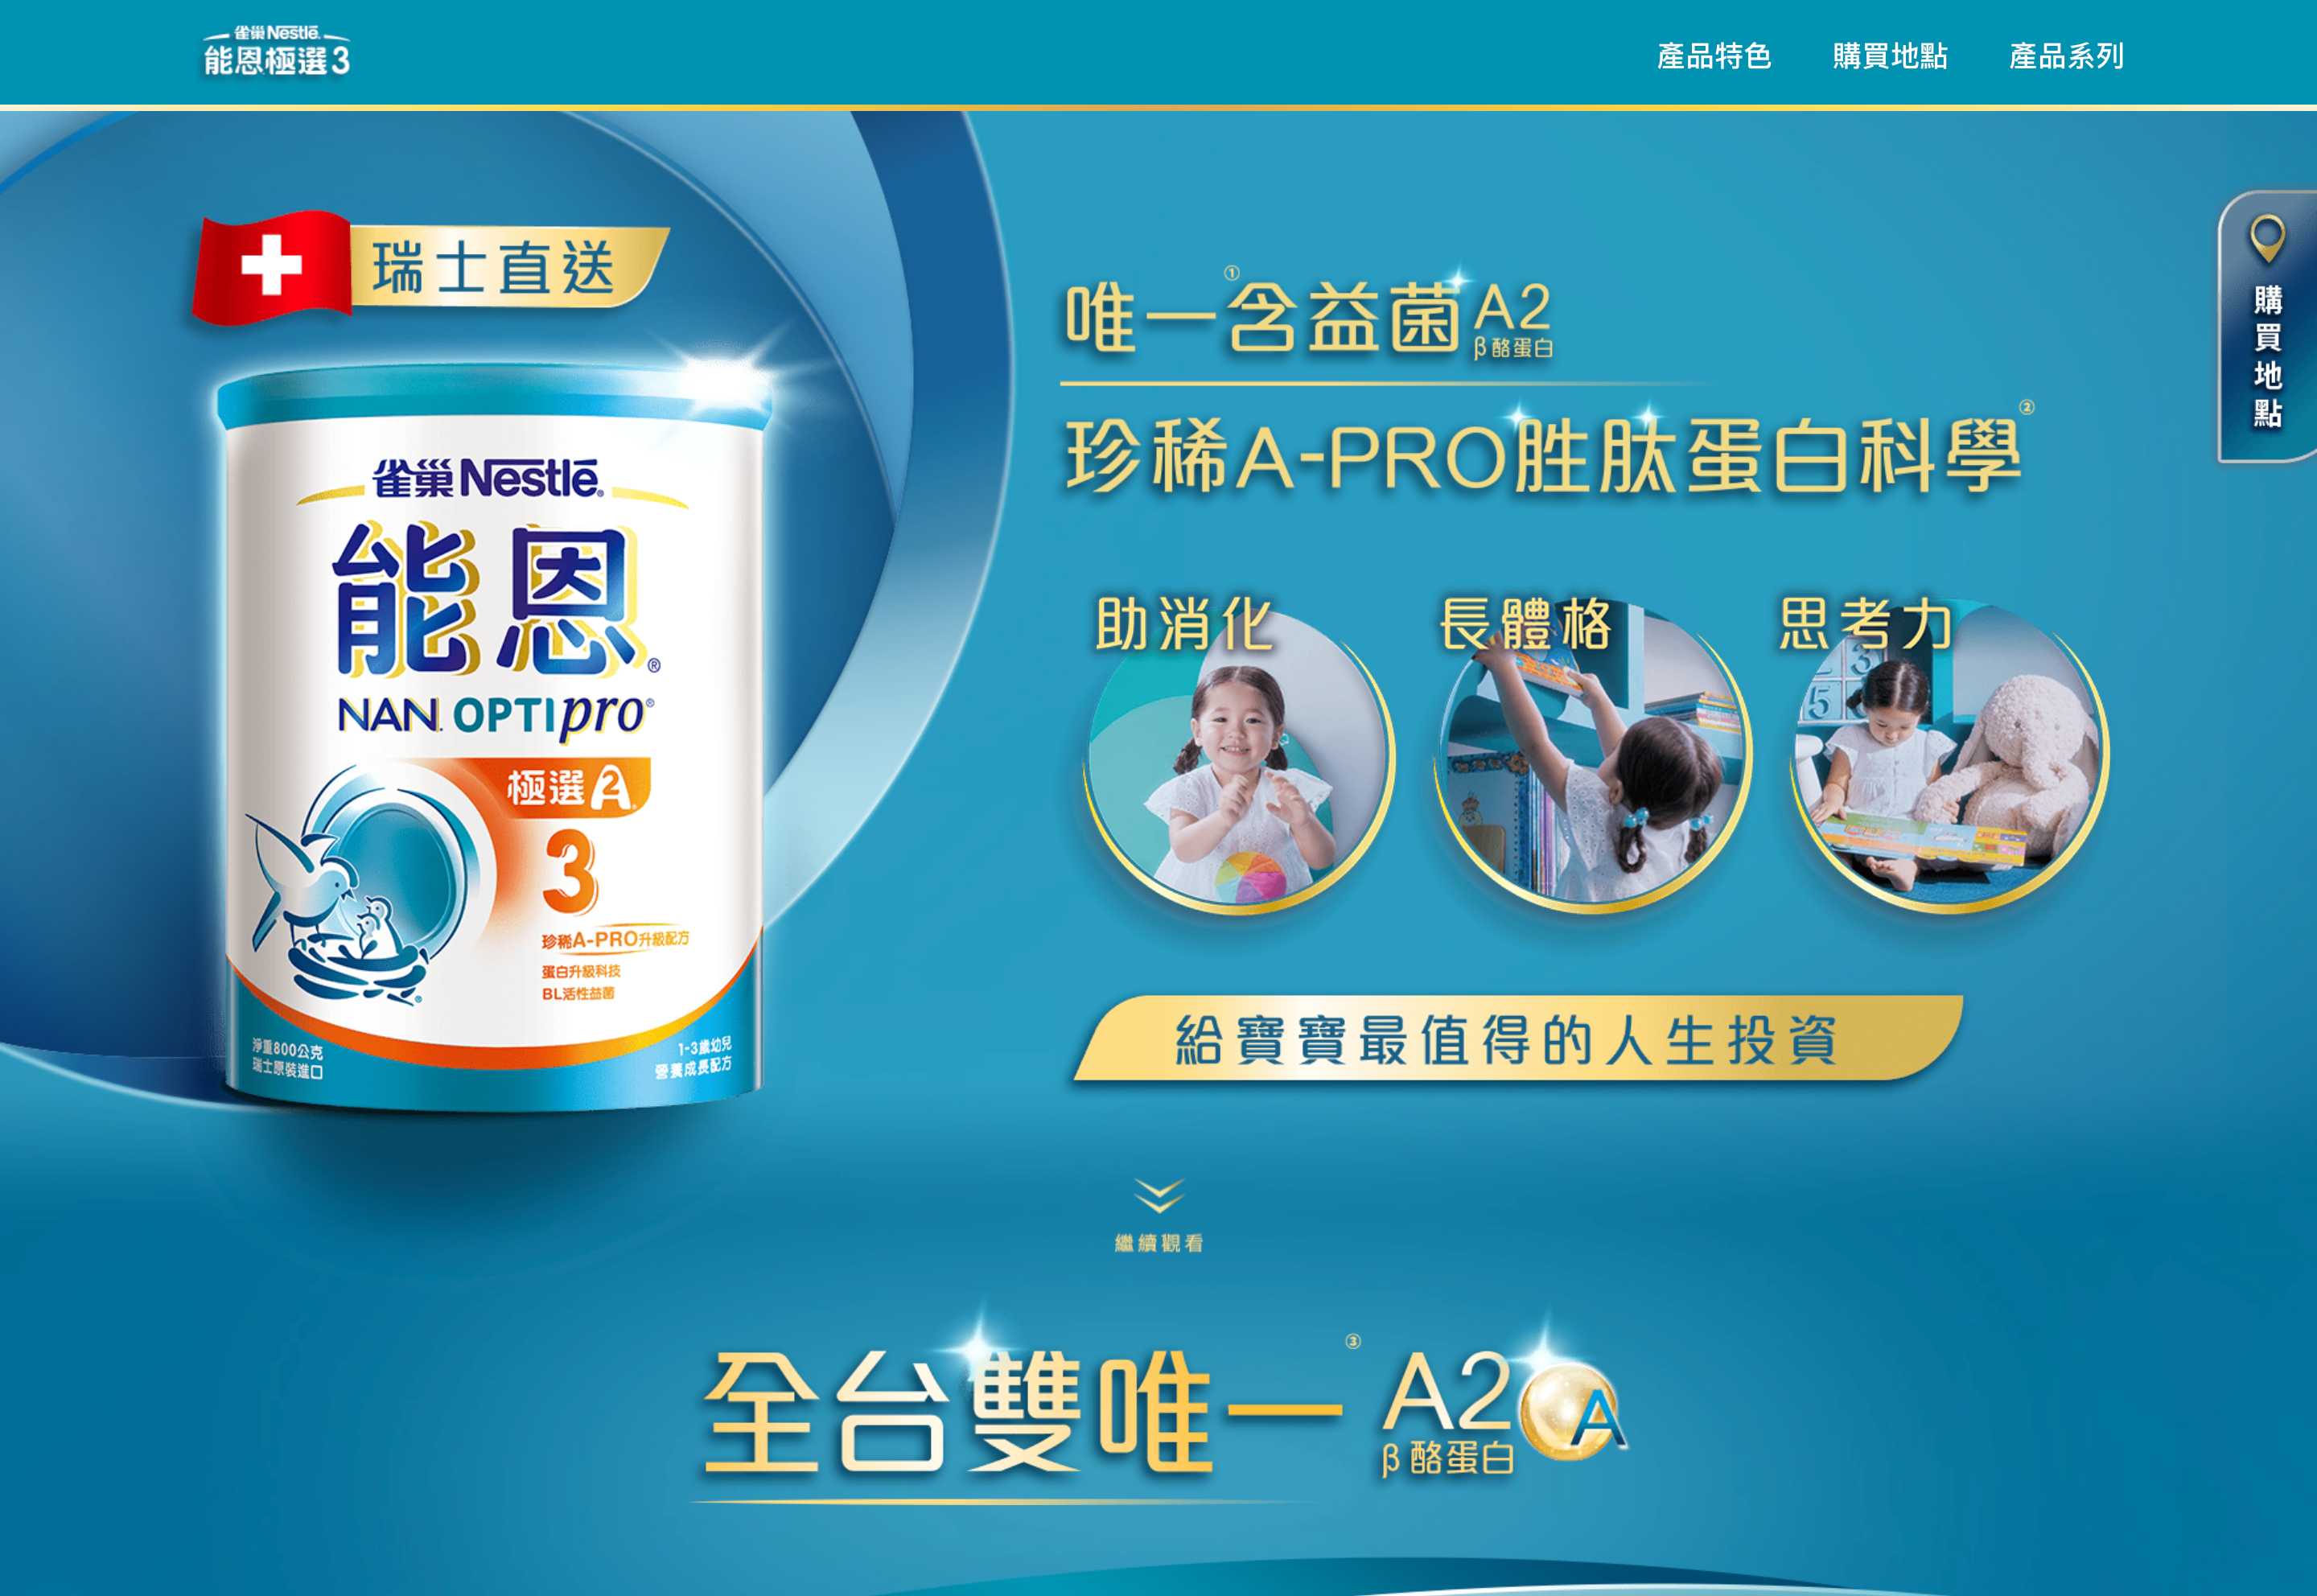 雀巢Nestlé
能恩極選3
產品特色
購買地點
產品系列
瑞士直送
購買地點
唯一①含益菌A2
β酪蛋白
珍稀A-PRO胜肽蛋白科學②
助消化
長體格
思考力
給寶寶最值得的人生投資
雀巢Nestlé®
能恩®
NAN OPTIpro®
極選A2
3
珍稀A-PRO升級配方
蛋白升級科技
BL活性益菌
淨重800公克
瑞士原裝進口
1-3歲幼兒
營養成長配方
繼續觀看
全台雙唯一③ A2
β酪蛋白
A